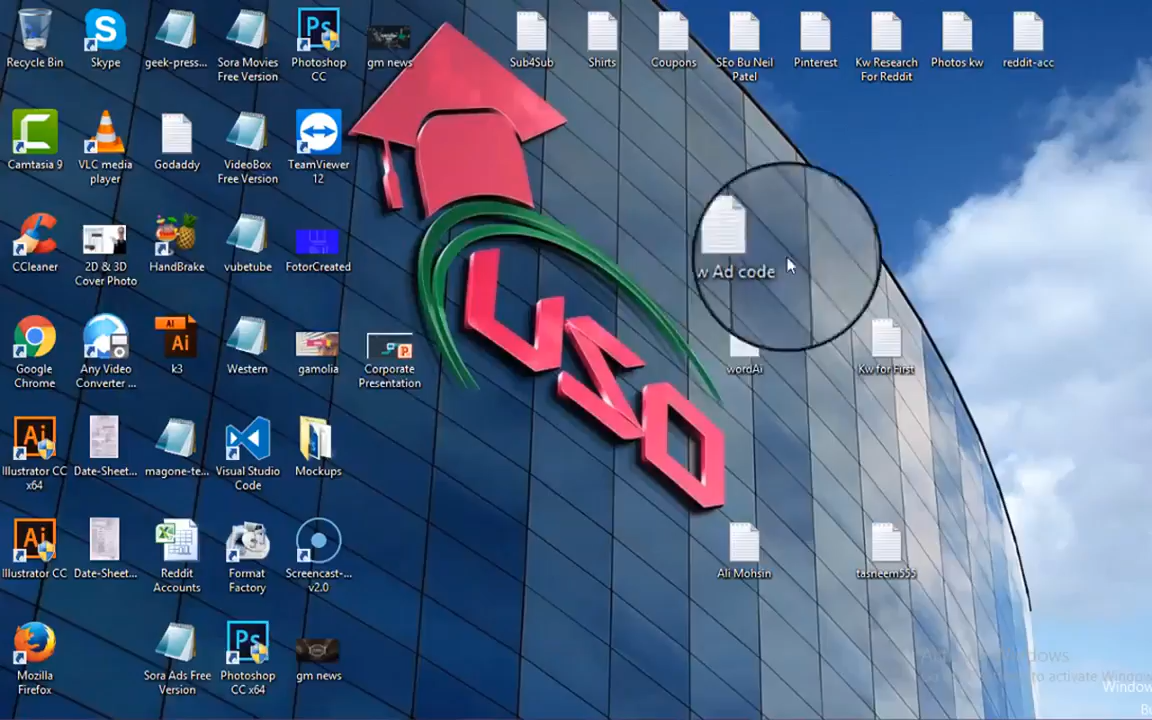 Recycle Bin
Skype
geek-press...
Sora Movies
Free Version
Photoshop
CC
gm news
Sub4Sub
Shirts
Coupons
SEo Bu Neil
Patel
Pinterest
Kw Research
For Reddit
Photos kw
reddit-acc
Camtasia 9
VLC media
player
Godaddy
VideoBox
Free Version
TeamViewer
12
CCleaner
2D & 3D
Cover Photo
HandBrake
vubetube
FotorCreated
w Ad code
Google
Chrome
Any Video
Converter ...
k3
Western
gamolia
Corporate
Presentation
wordAi
Kw for First
Illustrator CC
x64
Date-Sheet...
magone-te...
Visual Studio
Code
Mockups
Illustrator CC
Date-Sheet...
Reddit
Accounts
Format
Factory
Screencast-...
v2.0
Ali Mohsin
tasneem555
Mozilla
Firefox
Sora Ads Free
Version
Photoshop
CC x64
gm news
to activate Window
Window